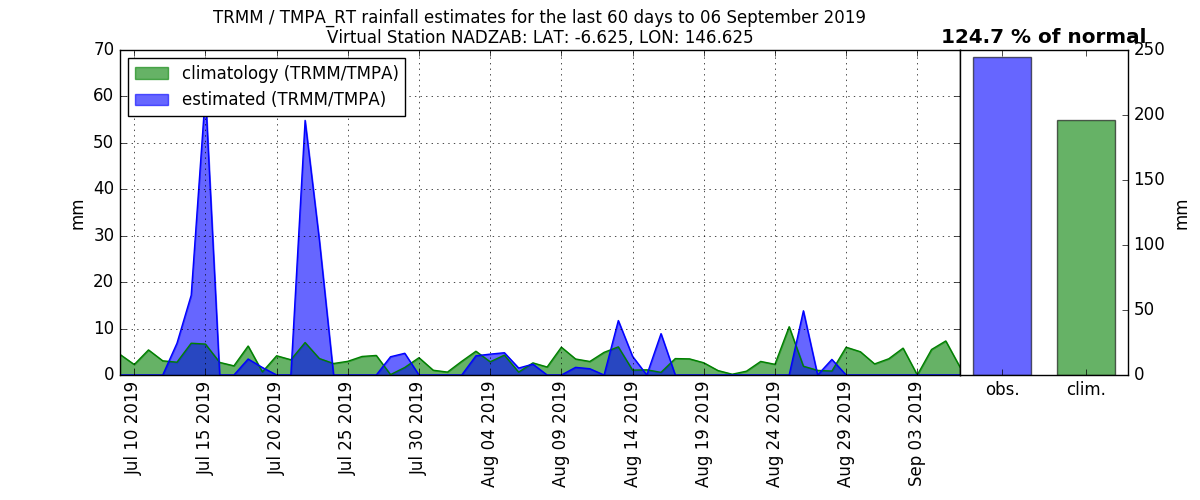 TRMM / TMPA_RT rainfall estimates for the last 60 days to 06 September 2019
Virtual Station NADZAB: LAT: -6.625, LON: 146.625
124.7 % of normal
climatology (TRMM/TMPA)
estimated (TRMM/TMPA)
70
60
50
40
30
20
10
0
mm
Jul 10 2019
Jul 15 2019
Jul 20 2019
Jul 25 2019
Jul 30 2019
Aug 04 2019
Aug 09 2019
Aug 14 2019
Aug 19 2019
Aug 24 2019
Aug 29 2019
Sep 03 2019
250
200
150
100
50
0
mm
obs.
clim.